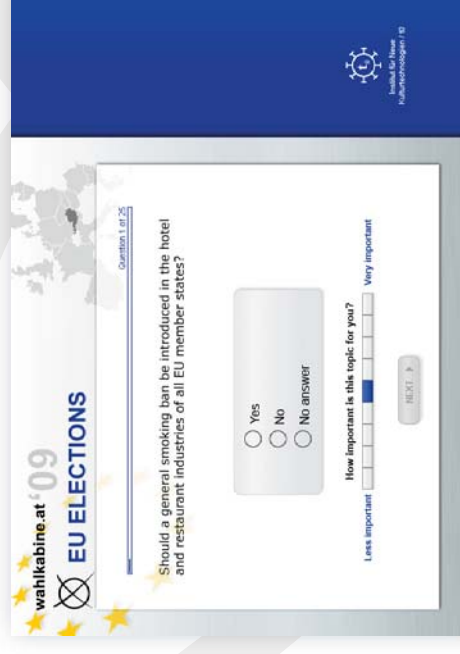 wahlkabine.at '09
EU ELECTIONS
Question 1 of 25
Should a general smoking ban be introduced in the hotel
and restaurant industries of all EU member states?
Yes
No
No answer
How important is this topic for you?
Less important
Very important
NEXT
t0
Institut für Neue
Kulturtechnologien / t0